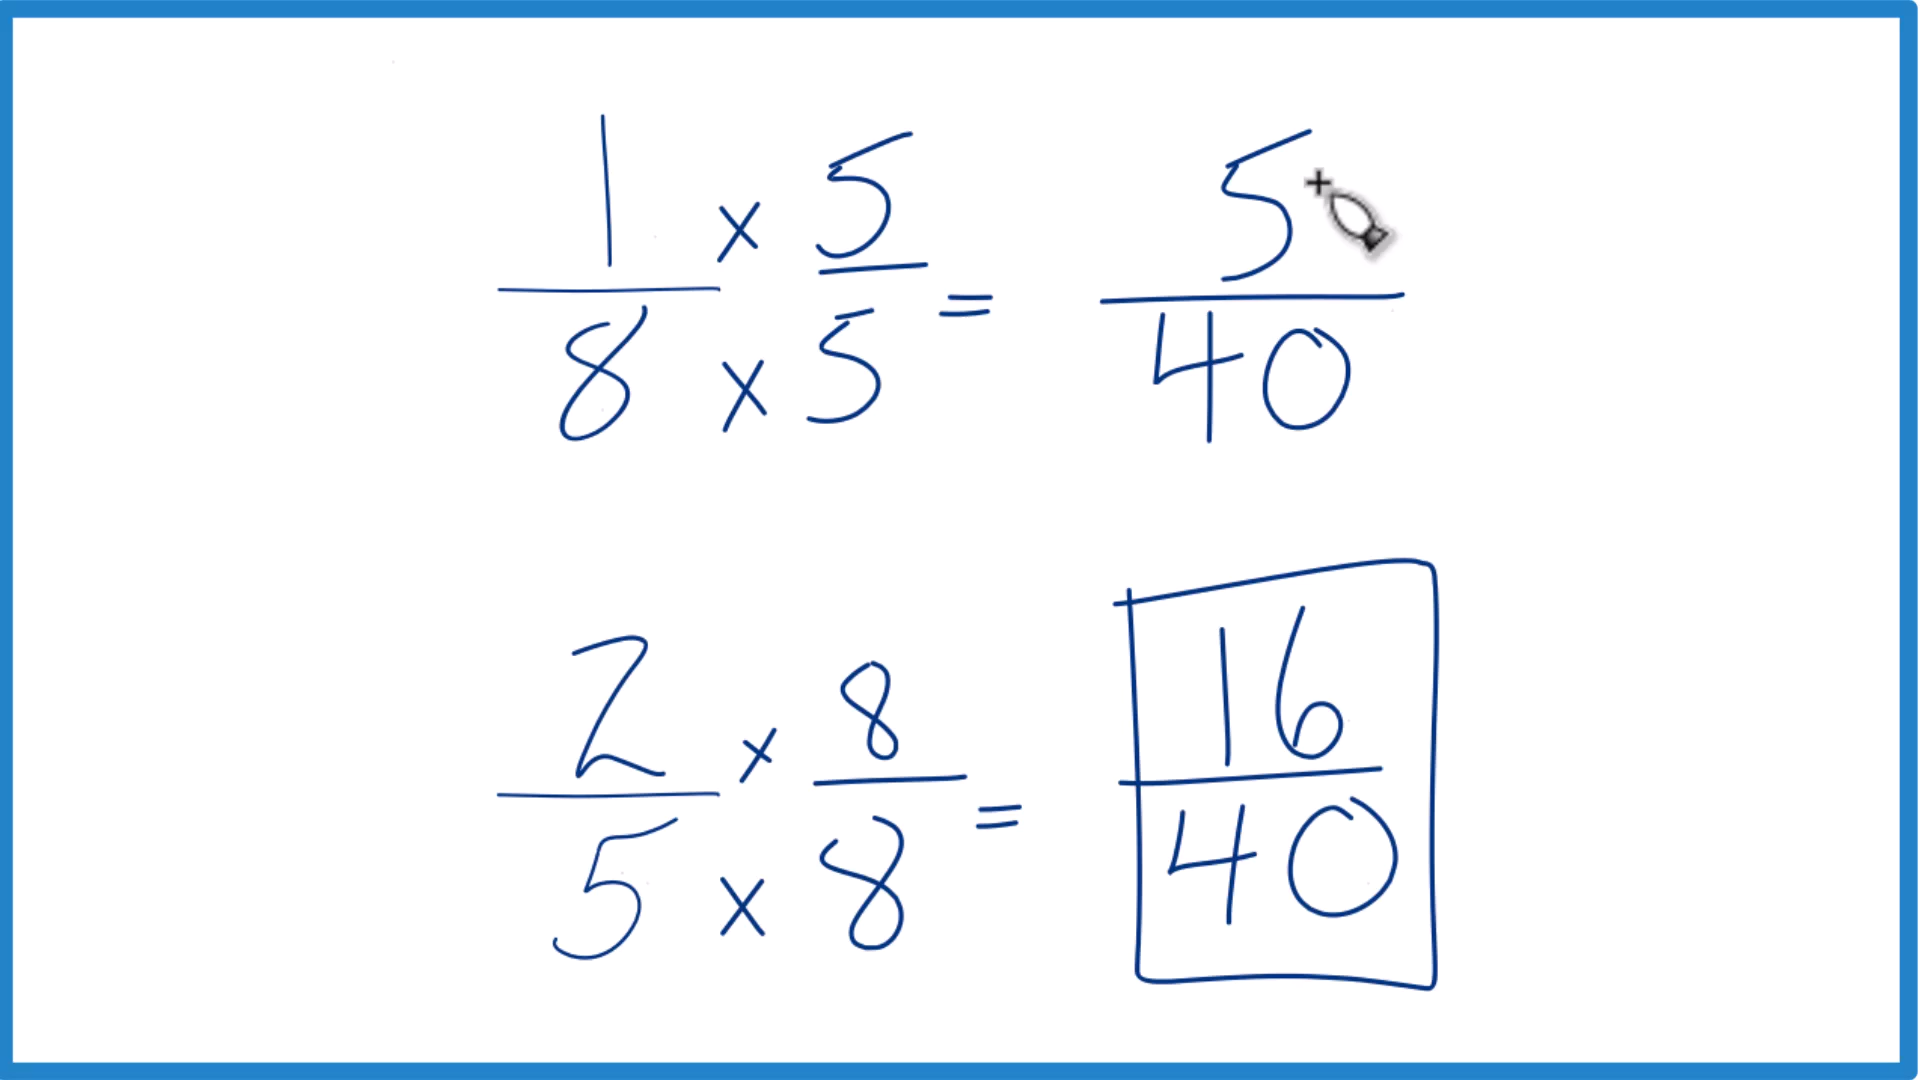 1/8 × 5/5 = 5/40
2/5 × 8/8 = 16/40